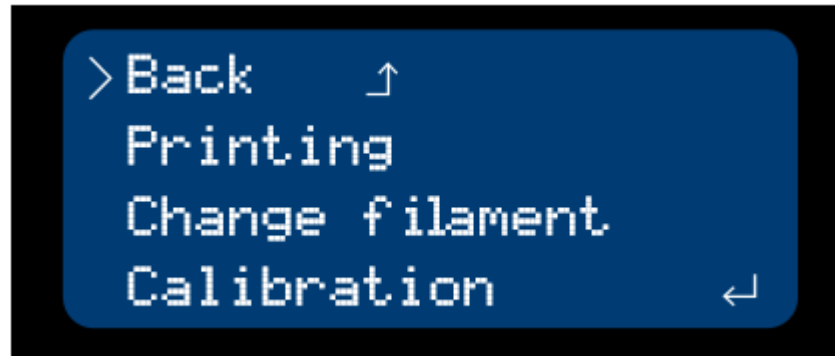 >Back ⤴
Printing
Change filament
Calibration ↵